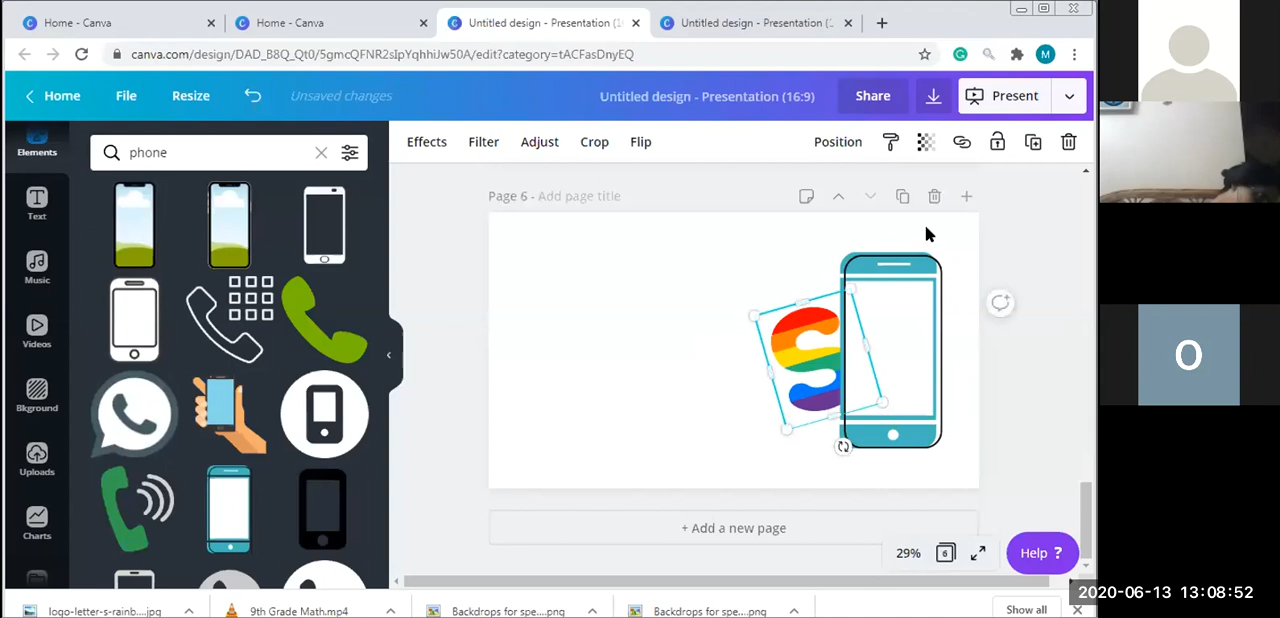 Home - Canva
Home - Canva
Untitled design - Presentation (1
Untitled design - Presentation (
canva.com/design/DAD_B8Q_Qt0/5gmcQFNR2sIpYqhhiJw50A/edit?category=tACFasDnyEQ
M
Home
File
Resize
Unsaved changes
Untitled design - Presentation (16:9)
Share
Present
Elements
phone
Effects
Filter
Adjust
Crop
Flip
Position
Text
Music
Videos
Bkground
Uploads
Charts
Page 6 - Add page title
S
+ Add a new page
29%
6
Help ?
O
2020-06-13 13:08:52
logo-letter-s-rainb....jpg
9th Grade Math.mp4
Backdrops for spe....png
Backdrops for spe....png
Show all